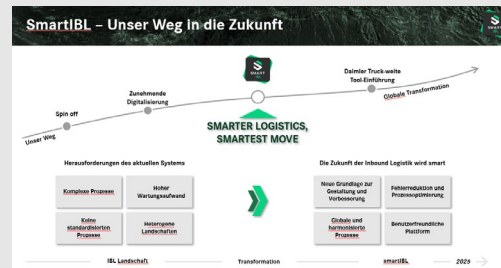 SmartIBL – Unser Weg in die Zukunft
SMART
Spin off
Zunehmende
Digitalisierung
Daimler Truck-weite
Tool-Einführung
Unser Weg
Globale Transformation
SMARTER LOGISTICS,
SMARTEST MOVE
Herausforderungen des aktuellen Systems
Komplexe Prozesse
Hoher
Wartungsaufwand
Keine
standardisierten
Prozesse
Heterogene
Landschaften
Die Zukunft der Inbound Logistik wird smart
Neue Grundlage zur
Gestaltung und
Verbesserung
Fehlerreduktion und
Prozessoptimierung
Globale und
harmonisierte
Prozesse
Benutzerfreundliche
Plattform
IBL Landschaft
Transformation
smartIBL
2025